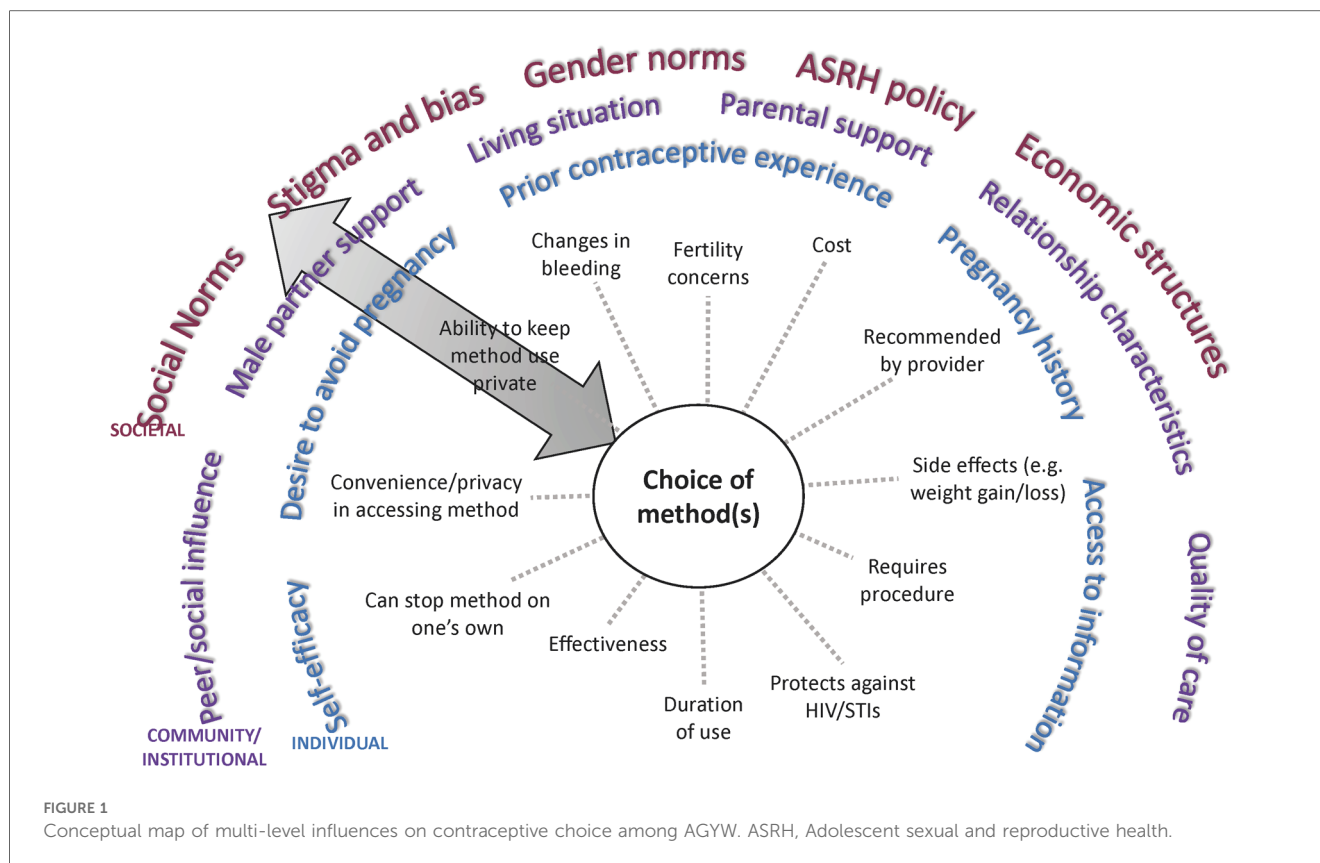 Gender norms
ASRH policy
Stigma and bias
Economic structures
Social Norms
SOCIETAL
Living situation
Parental support
Male partner support
Relationship characteristics
Peer/social influence
Quality of care
COMMUNITY/
INSTITUTIONAL
Prior contraceptive experience
Desire to avoid pregnancy
Pregnancy history
Self-efficacy
Access to information
INDIVIDUAL
Changes in
bleeding
Fertility
concerns
Cost
Ability to keep
method use
private
Recommended
by provider
Convenience/privacy
in accessing method
Choice of
method(s)
Side effects (e.g.
weight gain/loss)
Requires
procedure
Can stop method on
one's own
Effectiveness
Duration
of use
Protects against
HIV/STIs
FIGURE 1
Conceptual map of multi-level influences on contraceptive choice among AGYW. ASRH, Adolescent sexual and reproductive health.